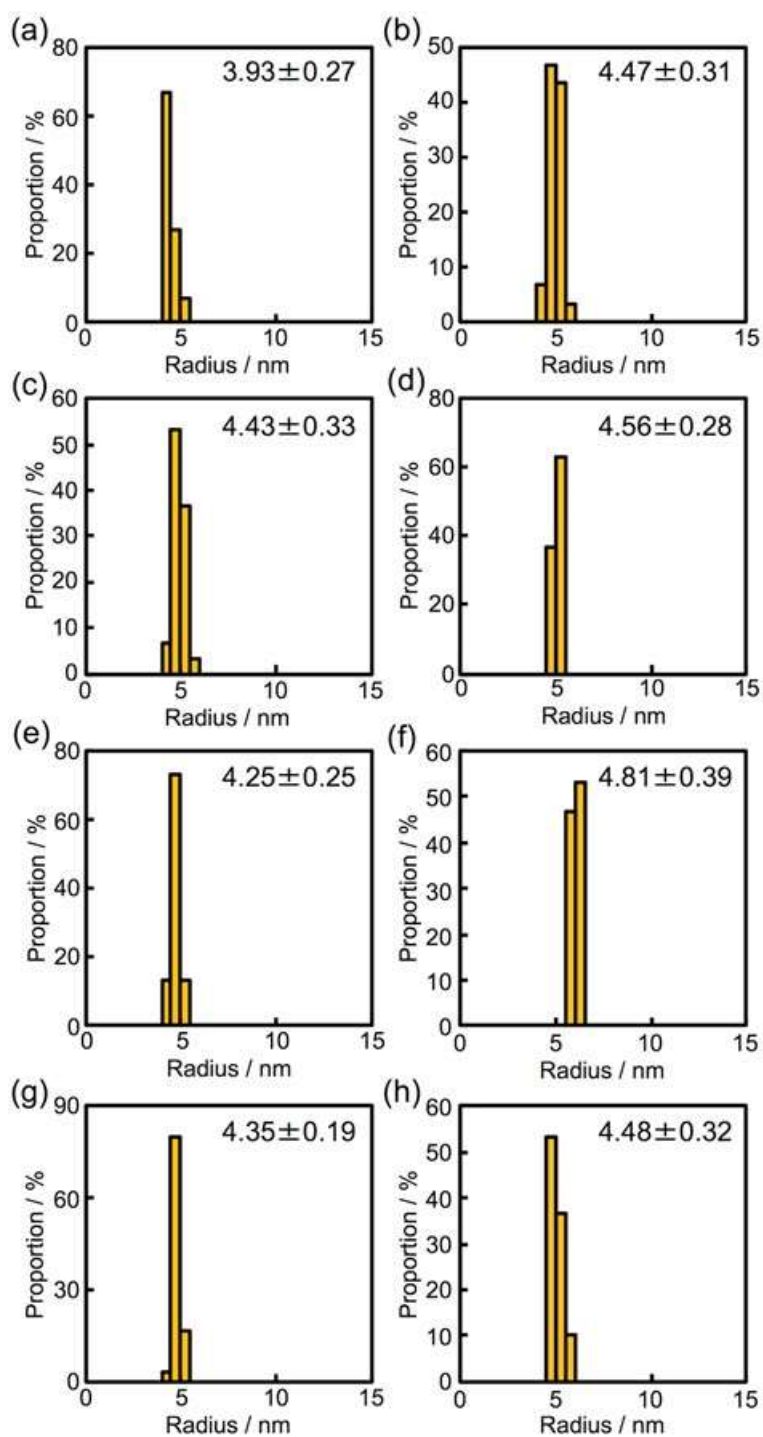 (a)
80
60
40
20
0
Proportion / %
3.93±0.27
0 5 10 15
Radius / nm
(b)
50
40
30
20
10
0
Proportion / %
4.47±0.31
0 5 10 15
Radius / nm
(c)
60
50
40
30
20
10
0
Proportion / %
4.43±0.33
0 5 10 15
Radius / nm
(d)
80
60
40
20
0
Proportion / %
4.56±0.28
0 5 10 15
Radius / nm
(e)
80
60
40
20
0
Proportion / %
4.25±0.25
0 5 10 15
Radius / nm
(f)
60
50
40
30
20
10
0
Proportion / %
4.81±0.39
0 5 10 15
Radius / nm
(g)
90
60
30
0
Proportion / %
4.35±0.19
0 5 10 15
Radius / nm
(h)
60
50
40
30
20
10
0
Proportion / %
4.48±0.32
0 5 10 15
Radius / nm